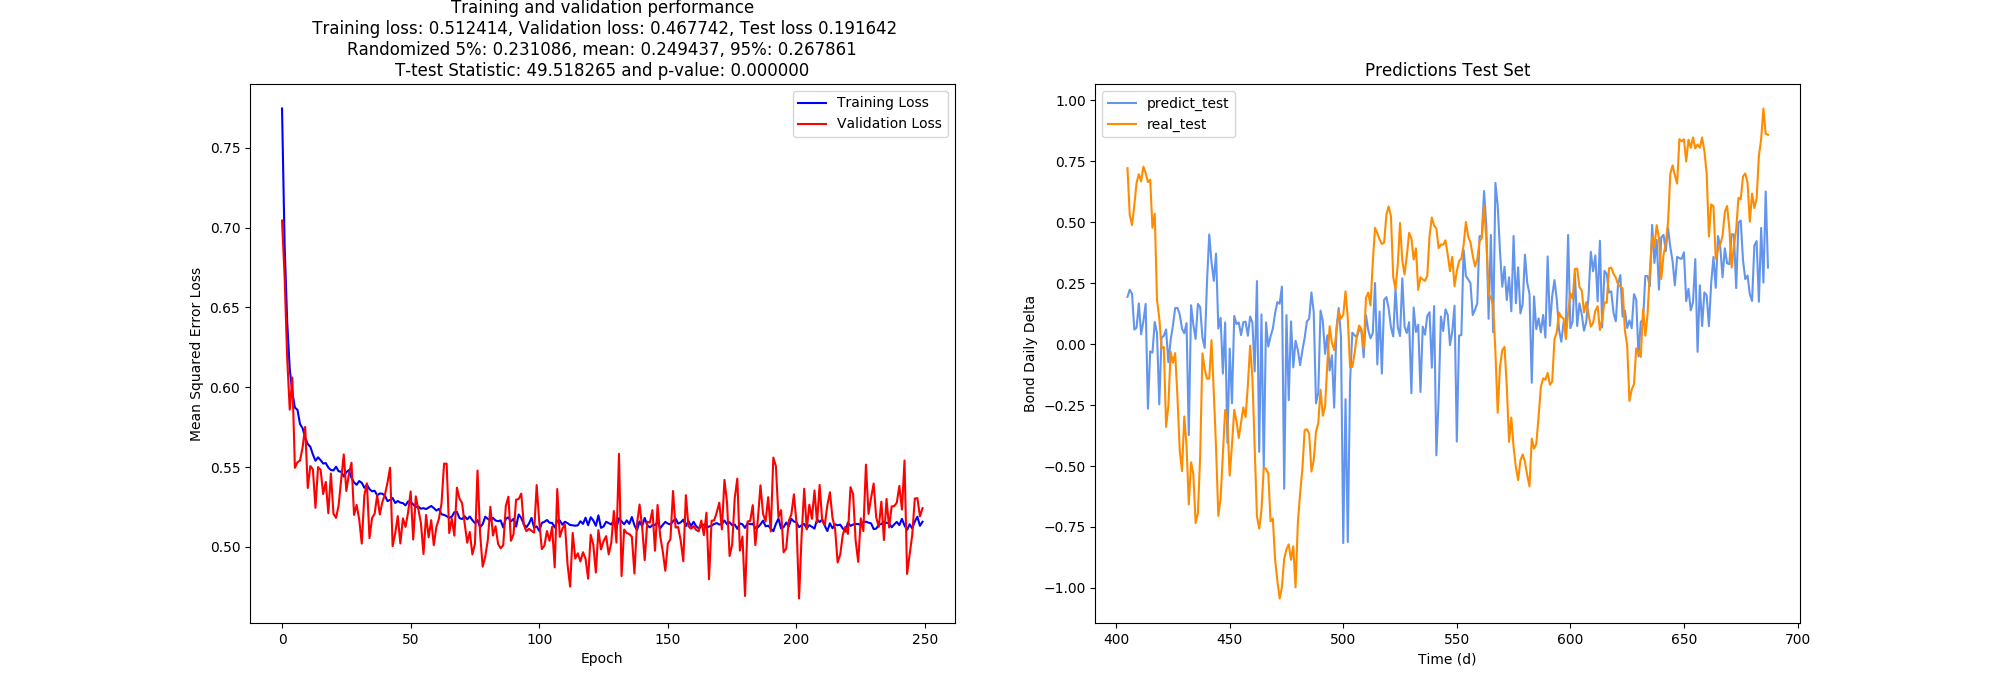 Training and validation performance
Training loss: 0.512414, Validation loss: 0.467742, Test loss 0.191642
Randomized 5%: 0.231086, mean: 0.249437, 95%: 0.267861
T-test Statistic: 49.518265 and p-value: 0.000000
Training Loss
Validation Loss
0.75
0.70
0.65
0.60
0.55
0.50
Mean Squared Error Loss
0
50
100
150
200
250
Epoch
Predictions Test Set
predict_test
real_test
1.00
0.75
0.50
0.25
0.00
−0.25
−0.50
−0.75
−1.00
Bond Daily Delta
400
450
500
550
600
650
700
Time (d)